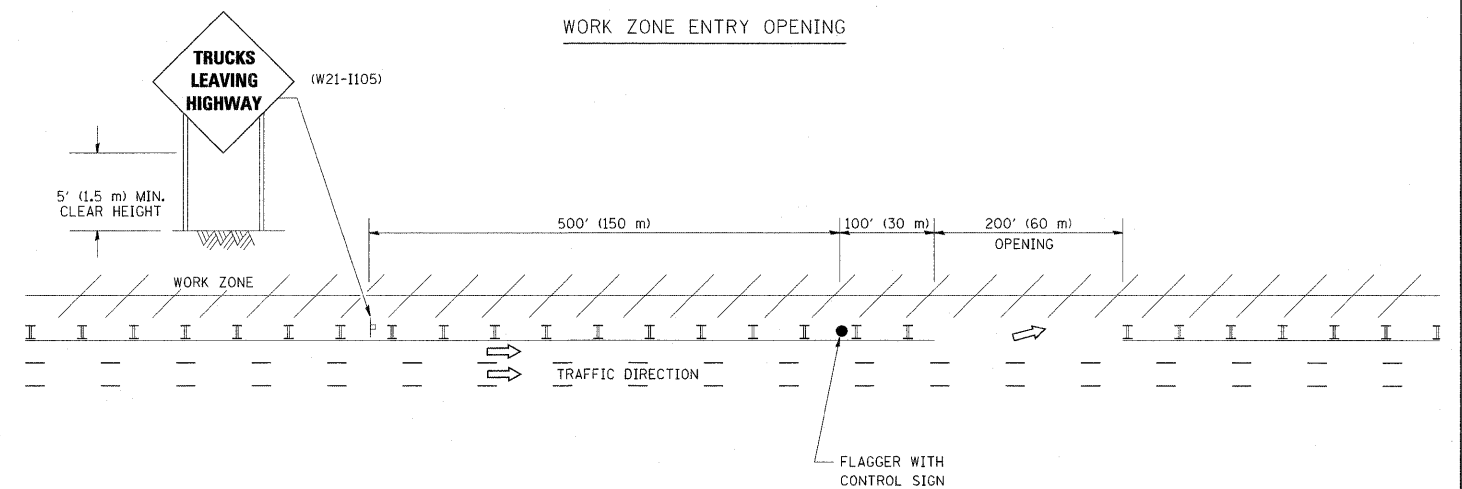 WORK ZONE ENTRY OPENING
TRUCKS
LEAVING
HIGHWAY
(W21-I105)
5' (1.5 m) MIN.
CLEAR HEIGHT
500' (150 m)
100' (30 m)
200' (60 m)
OPENING
WORK ZONE
TRAFFIC DIRECTION
FLAGGER WITH
CONTROL SIGN